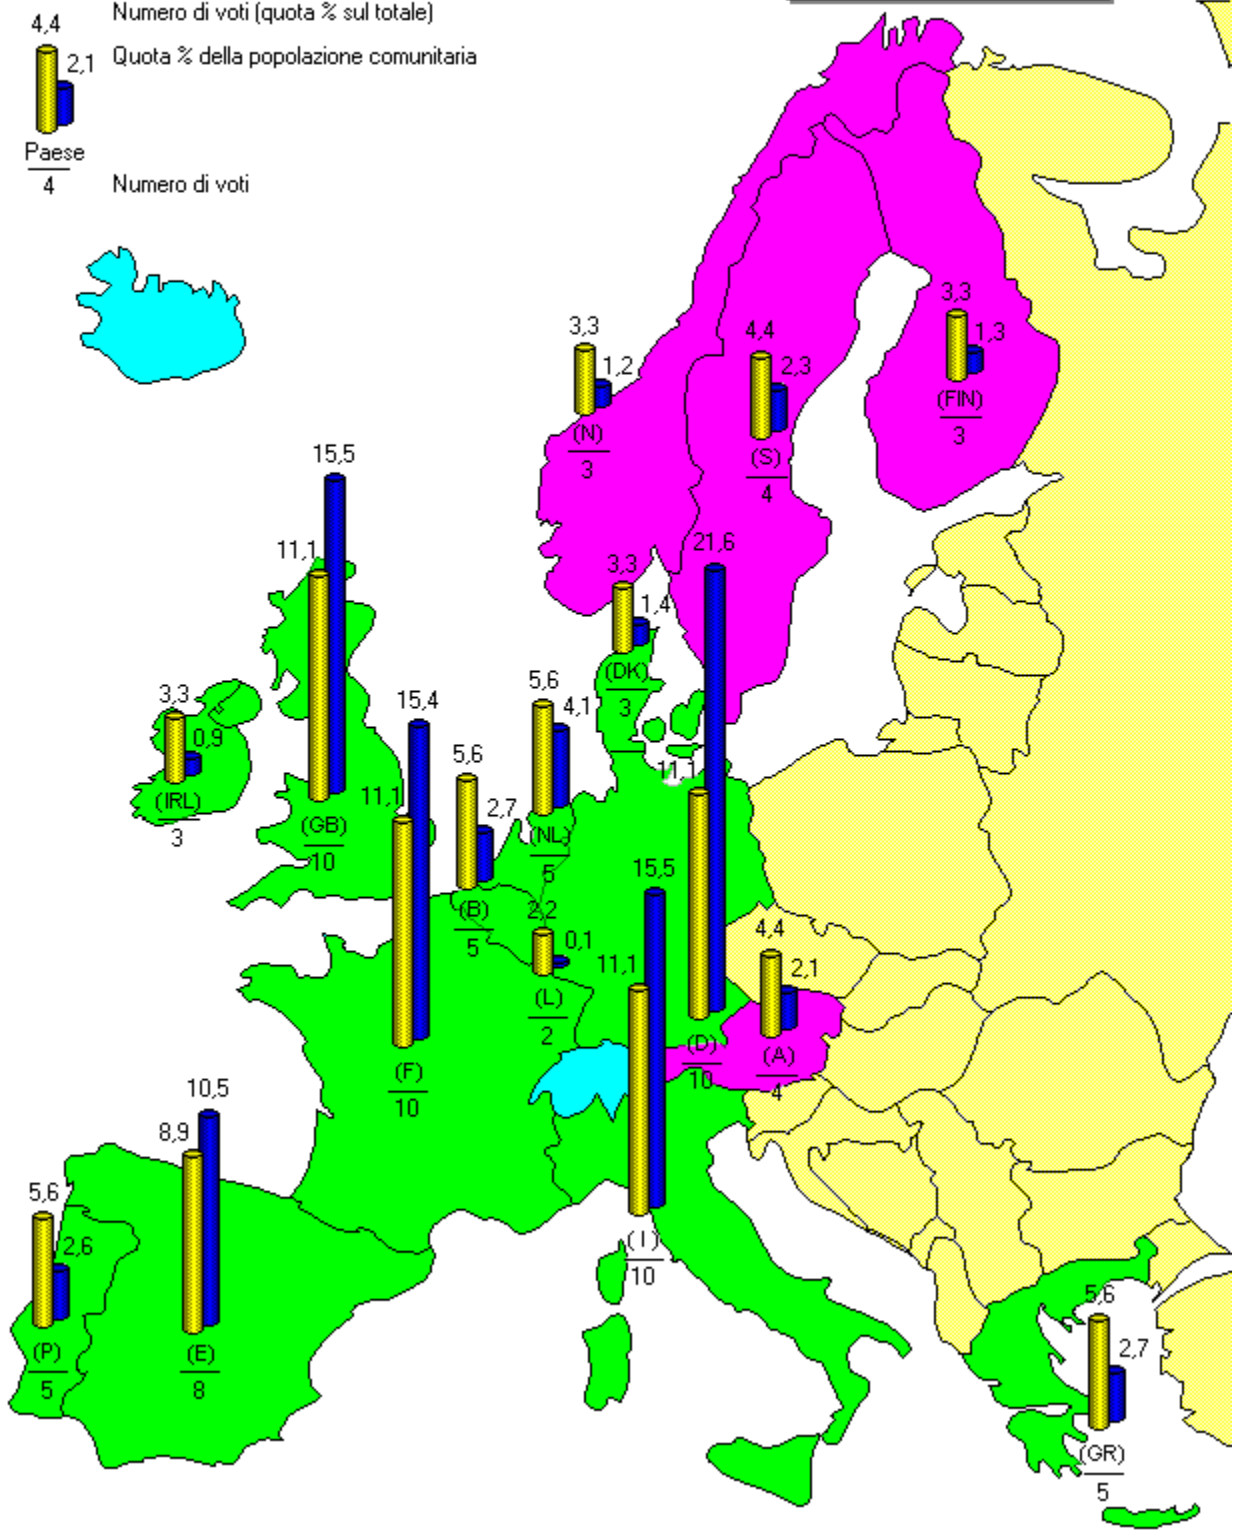 4,4
Numero di voti (quota % sul totale)
2,1
Quota % della popolazione comunitaria
Paese
4
Numero di voti
3,3
1,2
(N)
3
4,4
2,3
(S)
4
3,3
1,3
(FIN)
3
15,5
11,1
(GB)
10
3,3
0,9
(IRL)
3
3,3
1,4
(DK)
3
21,6
11,1
(D)
10
5,6
4,1
(NL)
5
5,6
2,7
(B)
5
15,4
11,1
(F)
10
2,2
0,1
(L)
2
15,5
11,1
(I)
10
4,4
2,1
(A)
4
10,5
8,9
(E)
8
5,6
2,6
(P)
5
5,6
2,7
(GR)
5